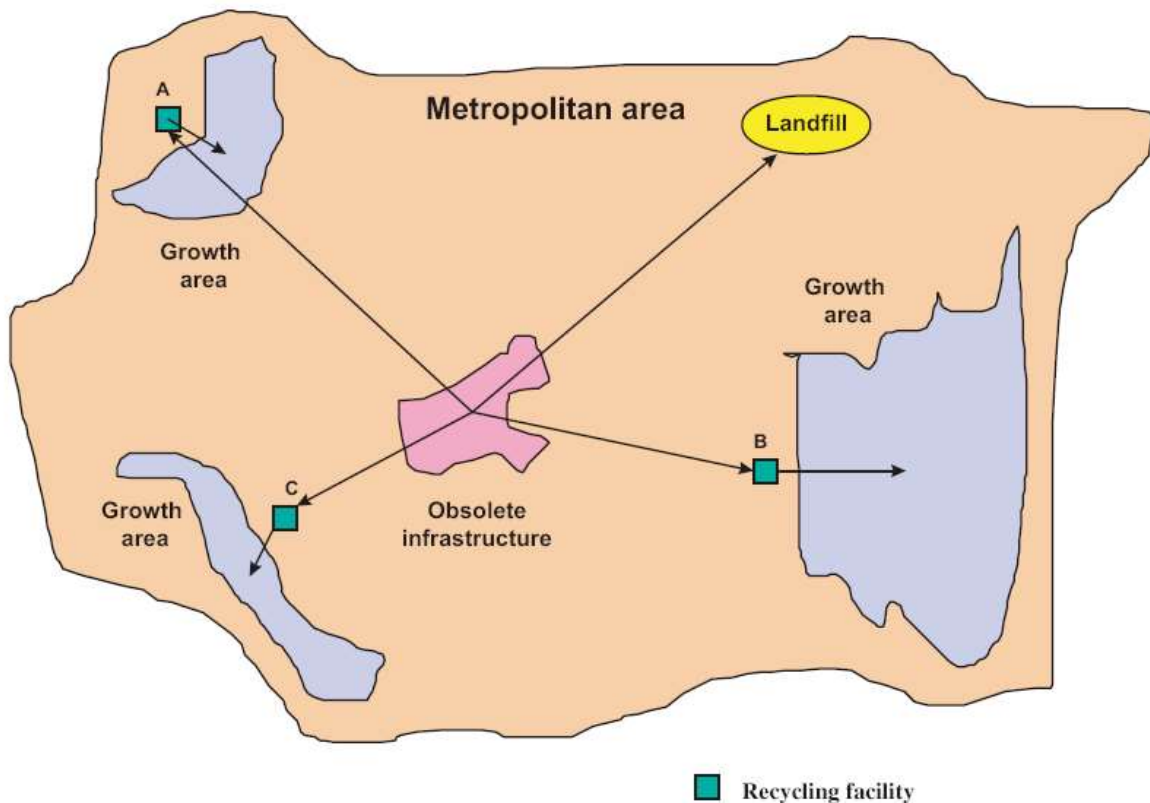 A
Metropolitan area
Landfill
Growth
area
Growth
area
B
C
Growth
area
Obsolete
infrastructure
Recycling facility